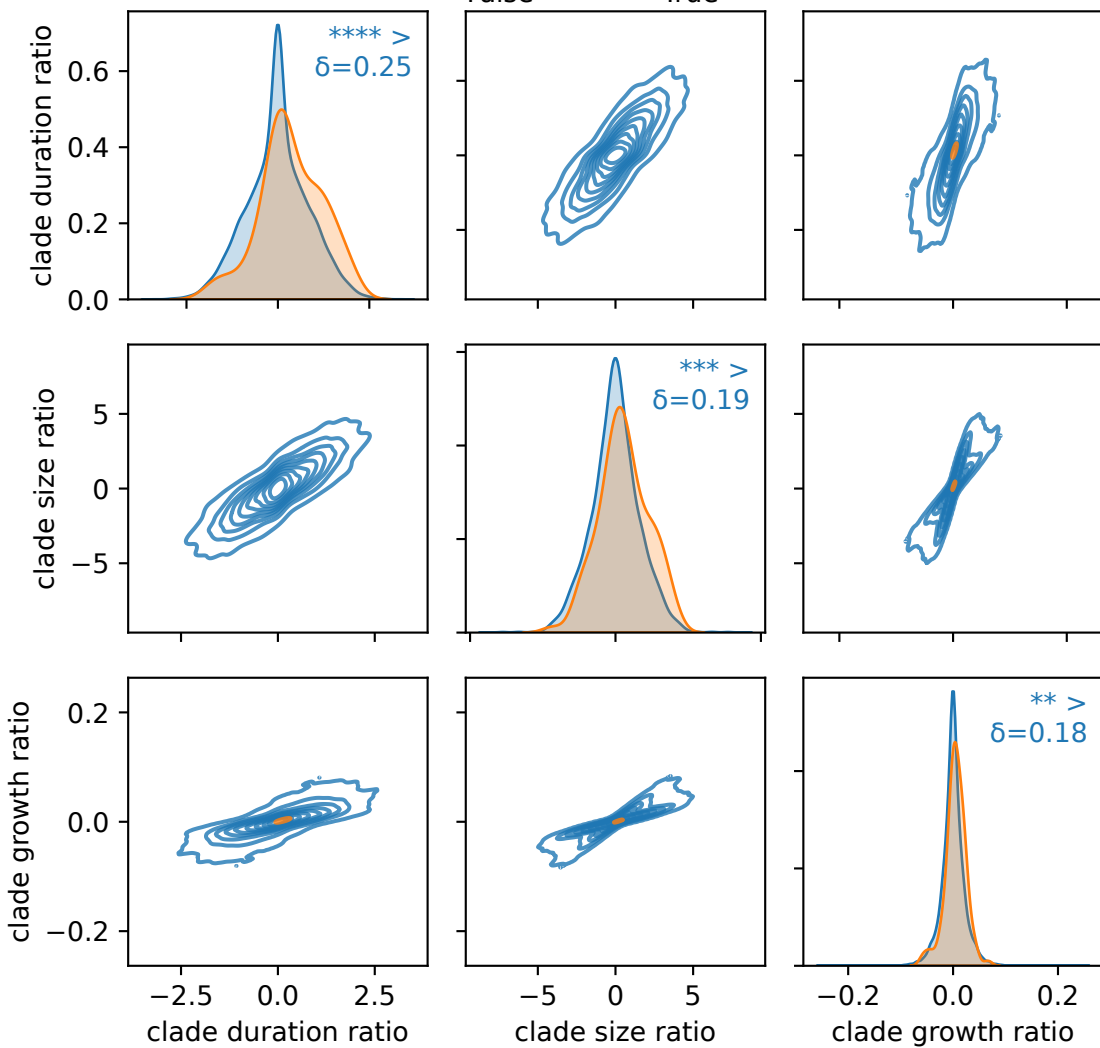 clade duration ratio
0.6
0.4
0.2
0.0
**** >
δ=0.25
clade size ratio
5
0
−5
*** >
δ=0.19
clade growth ratio
0.2
0.0
−0.2
** >
δ=0.18
−2.5 0.0 2.5
clade duration ratio
−5 0 5
clade size ratio
−0.2 0.0 0.2
clade growth ratio